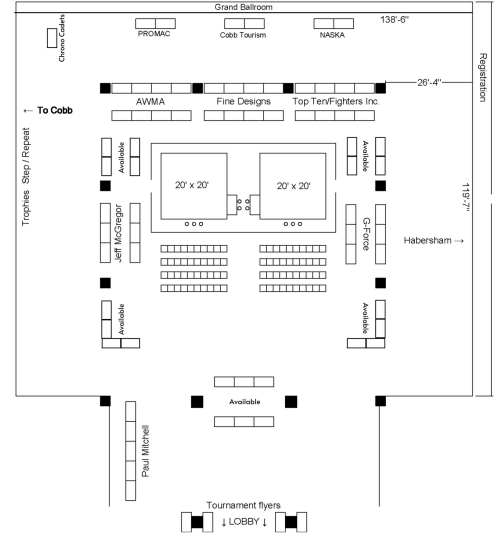 Grand Ballroom
PROMAC
Cobb Tourism
NASKA
138'-6"
Chrono Cadets
Registration
26'-4"
AWMA
Fine Designs
Top Ten/Fighters Inc.
← To Cobb
Trophies Step / Repeat
Available
Available
20' x 20'
20' x 20'
119'-7"
Jeff McGregor
G-Force
Habersham →
Available
Available
Available
Paul Mitchell
Tournament flyers
↓ LOBBY ↓